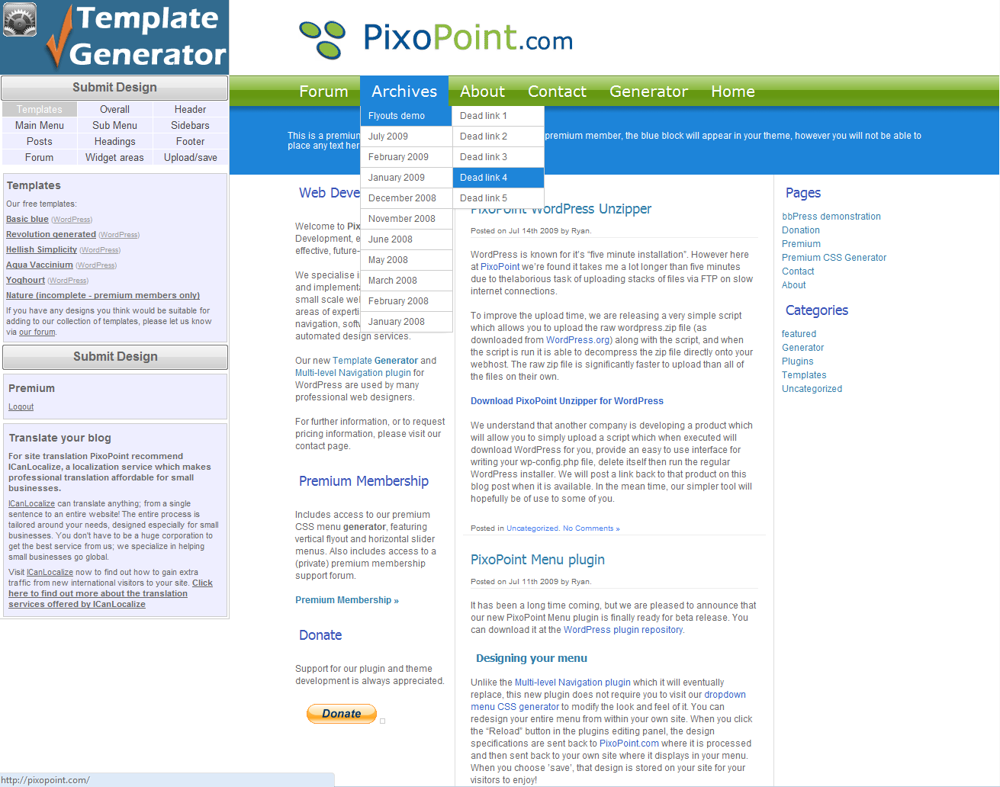 Template
Generator
Submit Design
Templates Overall Header
Main Menu Sub Menu Sidebars
Posts Headings Footer
Forum Widget areas Upload/save
Templates
Our free templates:
Basic blue (WordPress)
Revolution generated (WordPress)
Hellish Simplicity (WordPress)
Aqua Vaccinium (WordPress)
Yoghourt (WordPress)
Nature (incomplete - premium members only)
If you have any designs you think would be suitable for
adding to our collection of templates, please let us know
via our forum.
Submit Design
Premium
Logout
Translate your blog
For site translation PixoPoint recommend
ICanLocalize, a localization service which makes
professional translation affordable for small
businesses.
ICanLocalize can translate anything; from a single
sentence to an entire website! The entire process is
tailored around your needs, designed especially for small
businesses. You don't have to be a huge corporation to
get the best service from us; we specialize in helping
small businesses go global.
Visit ICanLocalize now to find out how to gain extra
traffic from new international visitors to your site. Click
here to find out more about the translation
services offered by ICanLocalize
PixoPoint.com
Forum Archives About Contact Generator Home
This is a premium
premium member, the blue block will appear in your theme, however you will not be able to
place any text here
Flyouts demo
July 2009
February 2009
January 2009
December 2008
November 2008
June 2008
May 2008
March 2008
February 2008
January 2008
Dead link 1
Dead link 2
Dead link 3
Dead link 4
Dead link 5
Web Deve
Welcome to Pix
Development, e
effective, future-
We specialise i
and implementa
small scale wel
areas of experti
navigation, softw
automated design services.
Our new Template Generator and
Multi-level Navigation plugin for
WordPress are used by many
professional web designers.
For further information, or to request
pricing information, please visit our
contact page.
Premium Membership
Includes access to our premium
CSS menu generator, featuring
vertical flyout and horizontal slider
menus. Also includes access to a
(private) premium membership
support forum.
Premium Membership »
Donate
Support for our plugin and theme
development is always appreciated.
Donate
PixoPoint WordPress Unzipper
Posted on Jul 14th 2009 by Ryan.
WordPress is known for it's “five minute installation”. However here
at PixoPoint we're found it takes me a lot longer than five minutes
due to thelaborious task of uploading stacks of files via FTP on slow
internet connections.
To improve the upload time, we are releasing a very simple script
which allows you to upload the raw wordpress.zip file (as
downloaded from WordPress.org) along with the script, and when
the script is run it is able to decompress the zip file directly onto your
webhost. The raw zip file is significantly faster to upload than all of
the files on their own.
Download PixoPoint Unzipper for WordPress
We understand that another company is developing a product which
will allow you to simply upload a script which when executed will
download WordPress for you, provide an easy to use interface for
writing your wp-config.php file, delete itself then run the regular
WordPress installer. We will post a link back to that product on this
blog post when it is available. In the mean time, our simpler tool will
hopefully be of use to some of you.
Posted in Uncategorized. No Comments »
PixoPoint Menu plugin
Posted on Jul 11th 2009 by Ryan.
It has been a long time coming, but we are pleased to announce that
our new PixoPoint Menu plugin is finally ready for beta release. You
can download it at the WordPress plugin repository.
Designing your menu
Unlike the Multi-level Navigation plugin which it will eventually
replace, this new plugin does not require you to visit our dropdown
menu CSS generator to modify the look and feel of it. You can
redesign your entire menu from within your own site. When you click
the “Reload” button in the plugins editing panel, the design
specifications are sent back to PixoPoint.com where it is processed
and then sent back to your own site where it displays in your menu.
When you choose 'save', that design is stored on your site for your
visitors to enjoy!
Pages
bbPress demonstration
Donation
Premium
Premium CSS Generator
Contact
About
Categories
featured
Generator
Plugins
Templates
Uncategorized
http://pixopoint.com/